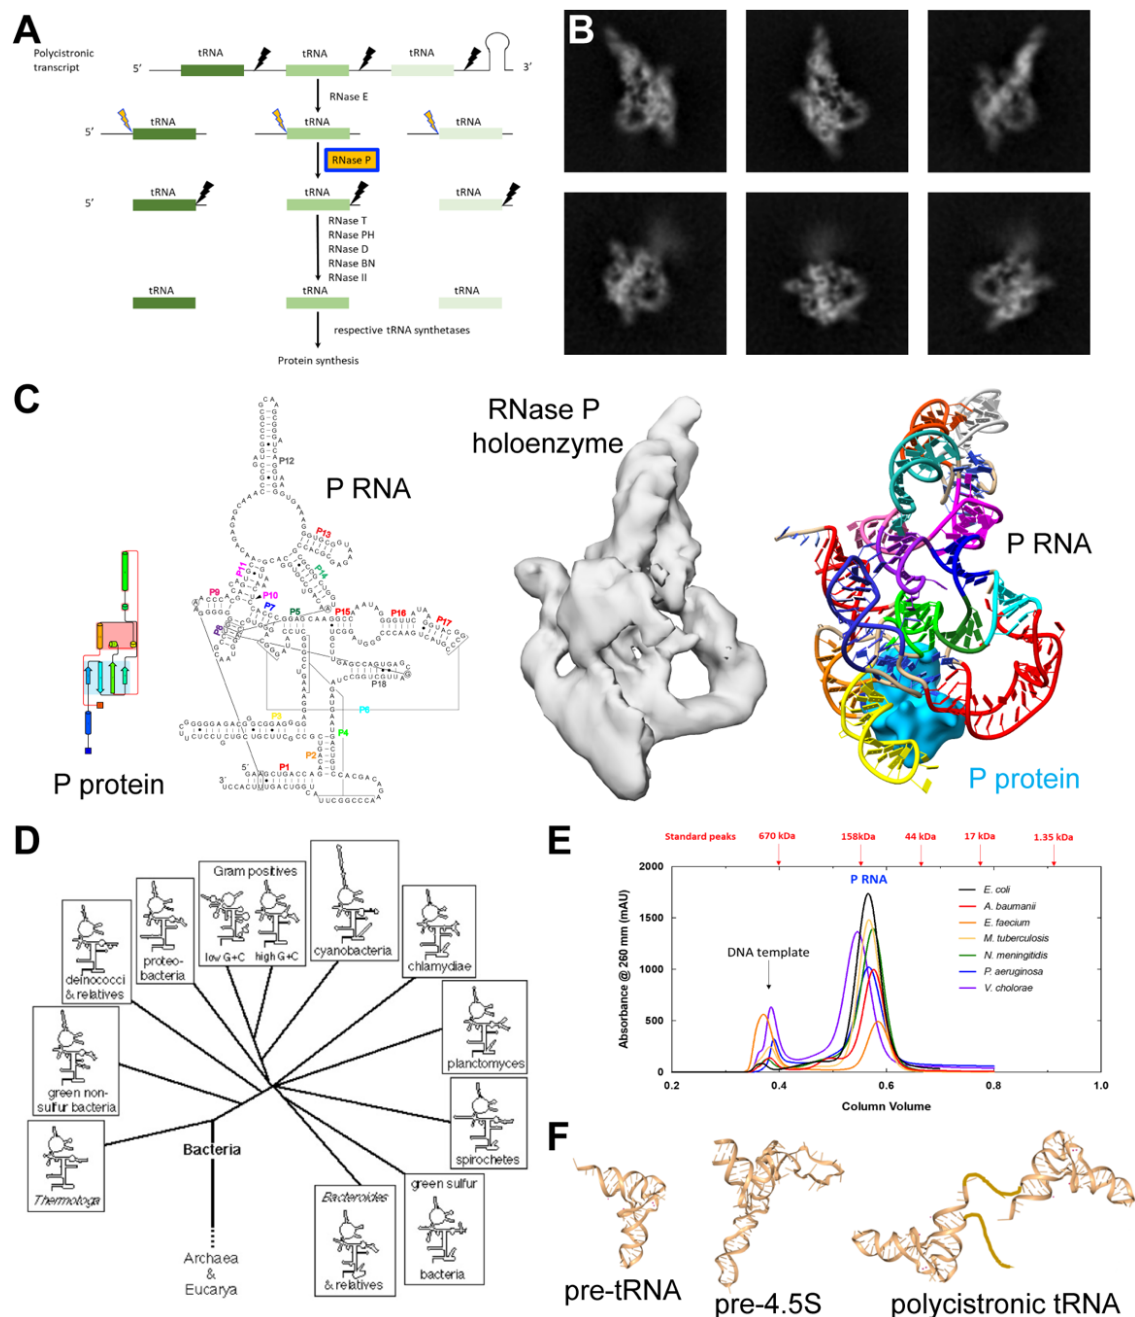 A
Polycistronic
transcript
5′
tRNA
tRNA
tRNA
3′
RNase E
5′
tRNA
tRNA
tRNA
RNase P
5′
tRNA
tRNA
tRNA
RNase T
RNase PH
RNase D
RNase BN
RNase II
tRNA
tRNA
tRNA
respective tRNA synthetases
Protein synthesis
B
C
P protein
P RNA
P12
P13
P14
P11
P10
P9
P7
P8
P5
P15
P16
P17
P18
P6
P3
P4
P2
P1
5′
3′
RNase P
holoenzyme
P RNA
P protein
D
Gram positives
low G+C
high G+C
cyanobacteria
proteo-
bacteria
chlamydiae
deinococci
& relatives
planctomyces
green non-
sulfur bacteria
spirochetes
Bacteria
Thermotoga
green sulfur
bacteria
Bacteroides
& relatives
Archaea
&
Eucarya
E
Standard peaks
670 kDa
158kDa
44 kDa
17 kDa
1.35 kDa
P RNA
DNA template
Absorbance @ 260 mm (mAU)
2000
1500
1000
500
0
0.2
0.4
0.6
0.8
1.0
Column Volume
E. coli
A. baumanii
E. faecium
M. tuberculosis
N. meningitidis
P. aeruginosa
V. cholorae
F
pre-tRNA
pre-4.5S
polycistronic tRNA